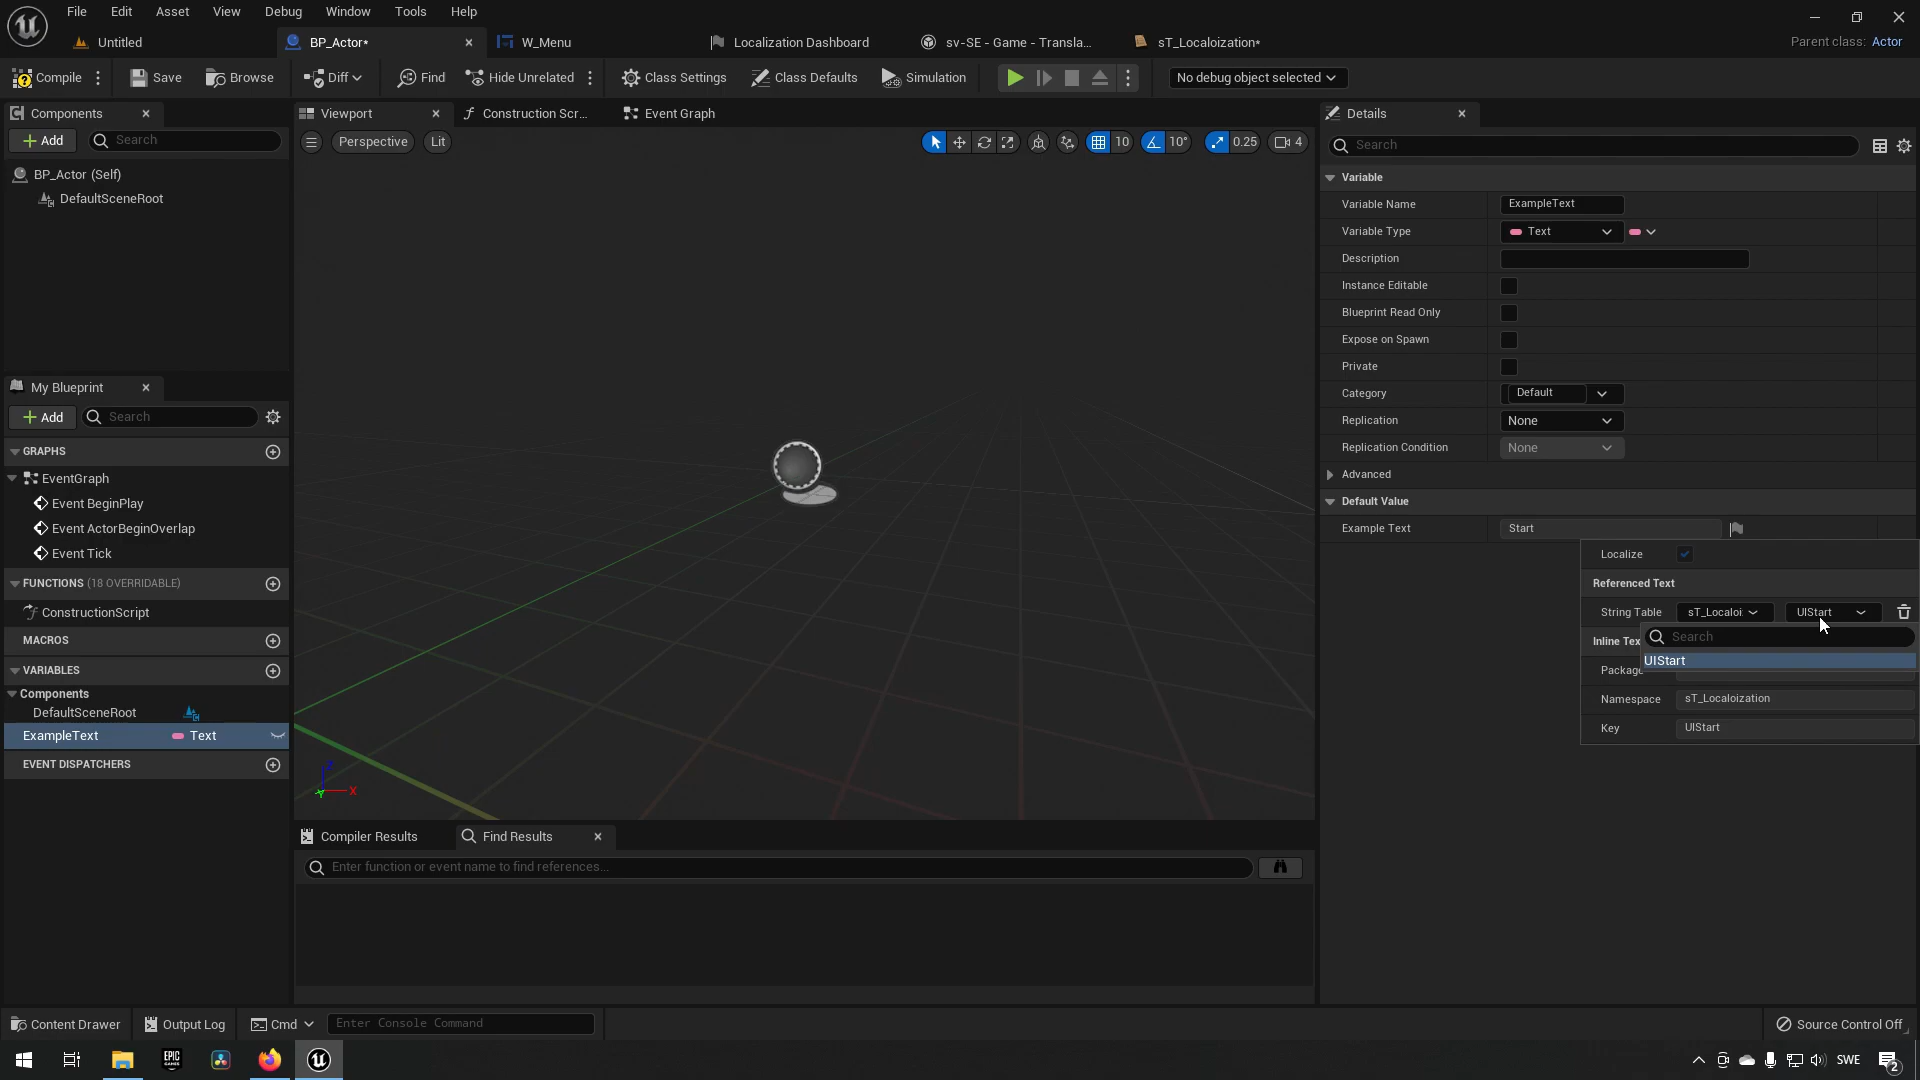 File Edit Asset View Debug Window Tools Help
Untitled
BP_Actor*
W_Menu
Localization Dashboard
sv-SE - Game - Transla...
sT_Localoization*
Parent class: Actor
Compile
Save
Browse
Diff
Find
Hide Unrelated
Class Settings
Class Defaults
Simulation
No debug object selected
Components
Add
Search
BP_Actor (Self)
DefaultSceneRoot
My Blueprint
Add
Search
GRAPHS
EventGraph
Event BeginPlay
Event ActorBeginOverlap
Event Tick
FUNCTIONS (18 OVERRIDABLE)
ConstructionScript
MACROS
VARIABLES
Components
DefaultSceneRoot
ExampleText Text
EVENT DISPATCHERS
Viewport
Construction Scr...
Event Graph
Perspective
Lit
10
10°
0.25
4
Z
X
Y
Compiler Results
Find Results
Enter function or event name to find references...
Details
Search
Variable
Variable Name ExampleText
Variable Type Text
Description
Instance Editable
Blueprint Read Only
Expose on Spawn
Private
Category Default
Replication None
Replication Condition None
Advanced
Default Value
Example Text Start
Localize
Referenced Text
String Table sT_Localoi UIStart
Search
UIStart
Inline Tex
Package
Namespace sT_Localoization
Key UIStart
Content Drawer
Output Log
Cmd
Enter Console Command
Source Control Off
EPIC GAMES
SWE
2